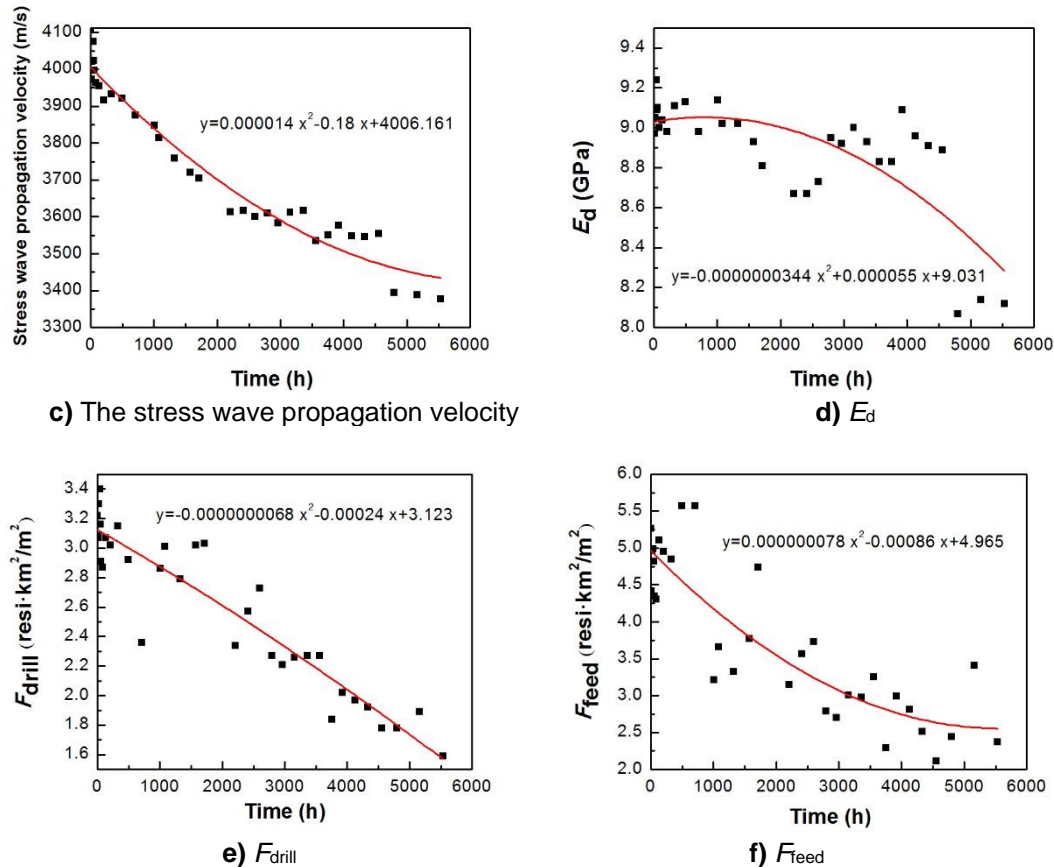 Stress wave propagation velocity (m/s)
4100
4000
3900
3800
3700
3600
3500
3400
3300
y=0.000014 x²-0.18 x+4006.161
0 1000 2000 3000 4000 5000 6000
Time (h)
c) The stress wave propagation velocity
E_d (GPa)
9.4
9.2
9.0
8.8
8.6
8.4
8.2
8.0
y=-0.0000000344 x²+0.000055 x+9.031
0 1000 2000 3000 4000 5000 6000
Time (h)
d) E_d
F_drill (resi·km²/m²)
3.4
3.2
3.0
2.8
2.6
2.4
2.2
2.0
1.8
1.6
y=-0.0000000068 x²-0.00024 x+3.123
0 1000 2000 3000 4000 5000 6000
Time (h)
e) F_drill
F_feed (resi·km²/m²)
6.0
5.5
5.0
4.5
4.0
3.5
3.0
2.5
2.0
y=0.000000078 x²-0.00086 x+4.965
0 1000 2000 3000 4000 5000 6000
Time (h)
f) F_feed